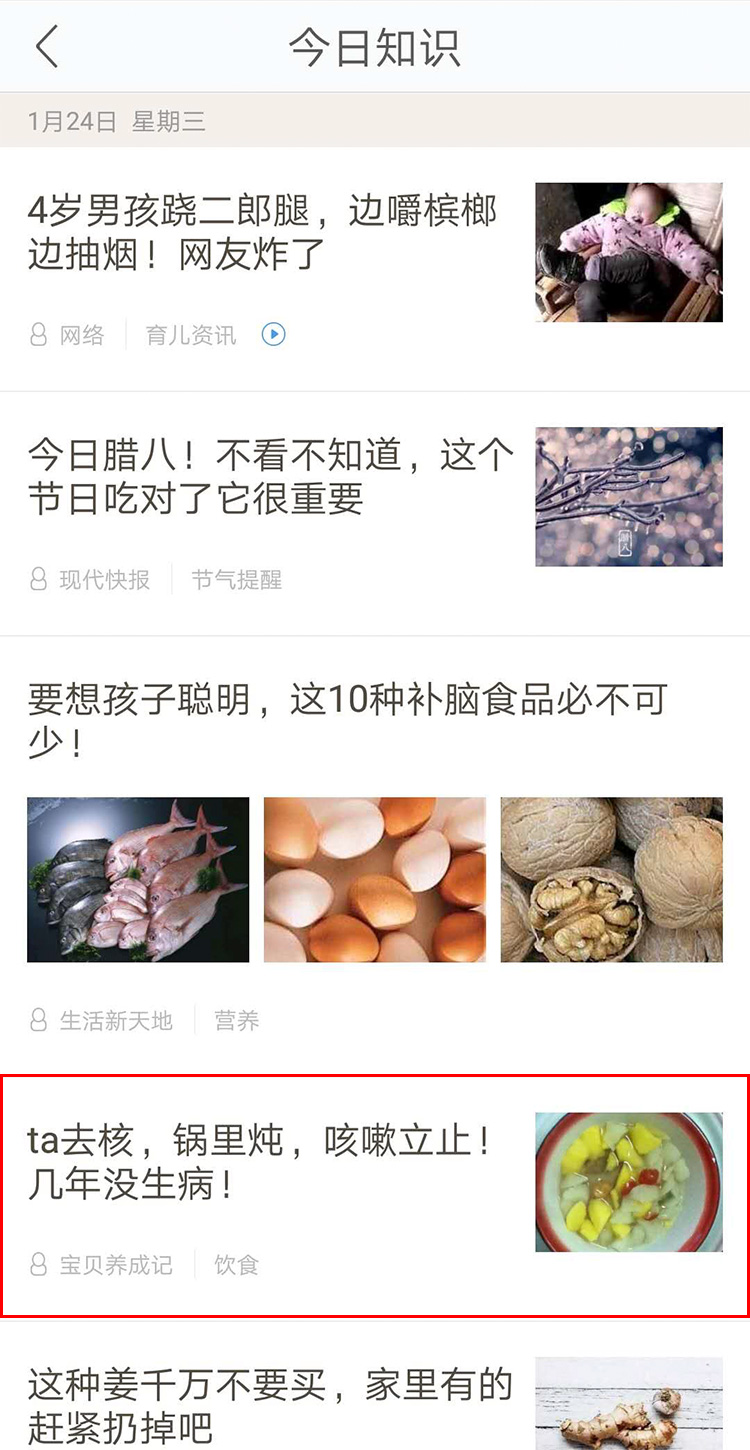 今日知识
1月24日 星期三
4岁男孩跷二郎腿，边嚼槟榔
边抽烟！网友炸了
网络 育儿资讯
今日腊八！不看不知道，这个
节日吃对了它很重要
现代快报 节气提醒
要想孩子聪明，这10种补脑食品必不可
少！
生活新天地 营养
ta去核，锅里炖，咳嗽立止！
几年没生病！
宝贝养成记 饮食
这种姜千万不要买，家里有的
赶紧扔掉吧